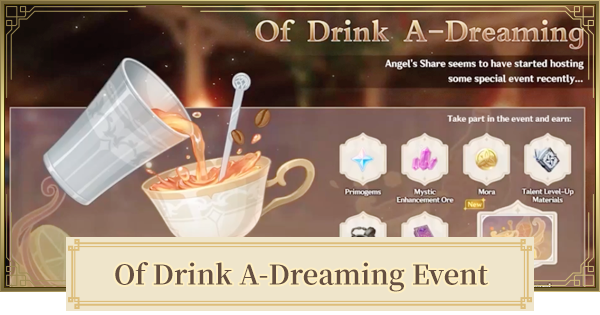 Of Drink A-Dreaming
Angel's Share seems to have started hosting
some special event recently...
Take part in the event and earn:
Primogems
Mystic
Enhancement Ore
Mora
Talent Level-Up
Materials
New
Of Drink A-Dreaming Event